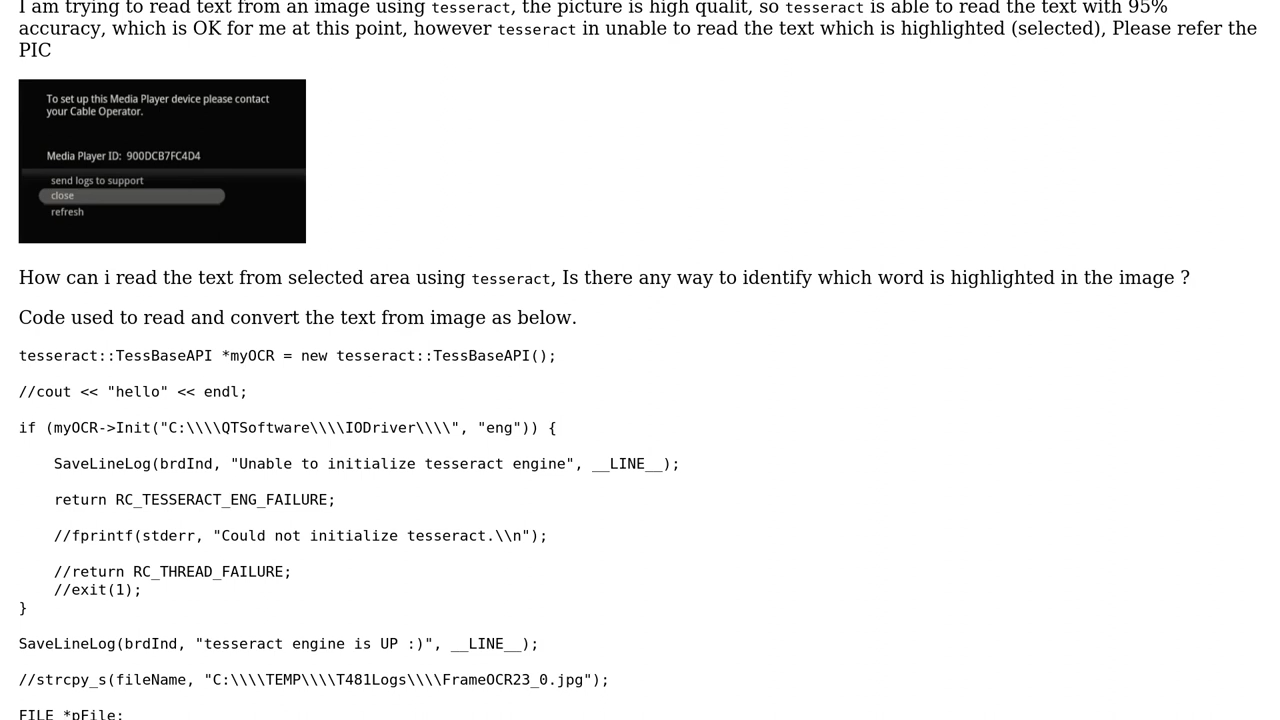 I am trying to read text from an image using tesseract, the picture is high qualit, so tesseract is able to read the text with 95%
accuracy, which is OK for me at this point, however tesseract in unable to read the text which is highlighted (selected), Please refer the
PIC
To set up this Media Player device please contact
your Cable Operator.
Media Player ID: 900DCB7FC4D4
send logs to support
close
refresh
How can i read the text from selected area using tesseract, Is there any way to identify which word is highlighted in the image ?
Code used to read and convert the text from image as below.
tesseract::TessBaseAPI *myOCR = new tesseract::TessBaseAPI();
//cout << "hello" << endl;
if (myOCR->Init("C:\\\\QTSoftware\\\\IODriver\\\\", "eng")) {
    SaveLineLog(brdInd, "Unable to initialize tesseract engine", __LINE__);
    return RC_TESSERACT_ENG_FAILURE;
    //fprintf(stderr, "Could not initialize tesseract.\\n");
    //return RC_THREAD_FAILURE;
    //exit(1);
}
SaveLineLog(brdInd, "tesseract engine is UP :)", __LINE__);
//strcpy_s(fileName, "C:\\\\TEMP\\\\T481Logs\\\\FrameOCR23_0.jpg");
FILE *pFile;